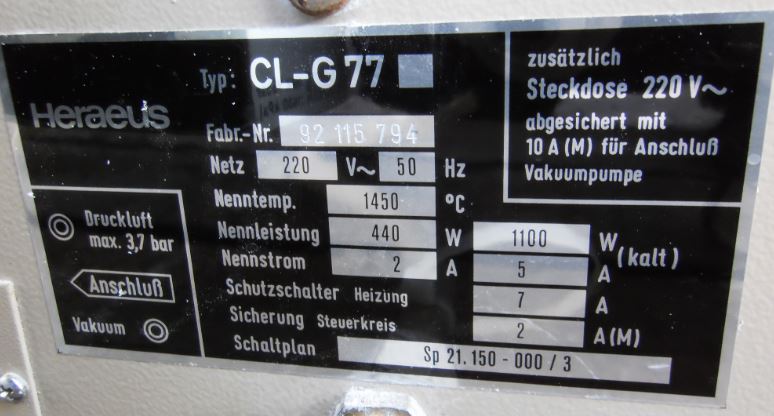 Heraeus
Typ: CL-G 77
Fabr.-Nr. 92 115 794
Netz 220 V~ 50 Hz
Nenntemp. 1450 °C
Nennleistung 440 W 1100 W (kalt)
Nennstrom 2 A 5 A
Schutzschalter Heizung 7 A
Sicherung Steuerkreis 2 A (M)
Schaltplan Sp 21.150 - 000 / 3
zusätzlich
Steckdose 220 V~
abgesichert mit
10 A (M) für Anschluß
Vakuumpumpe
Druckluft
max. 3,7 bar
Anschluß
Vakuum